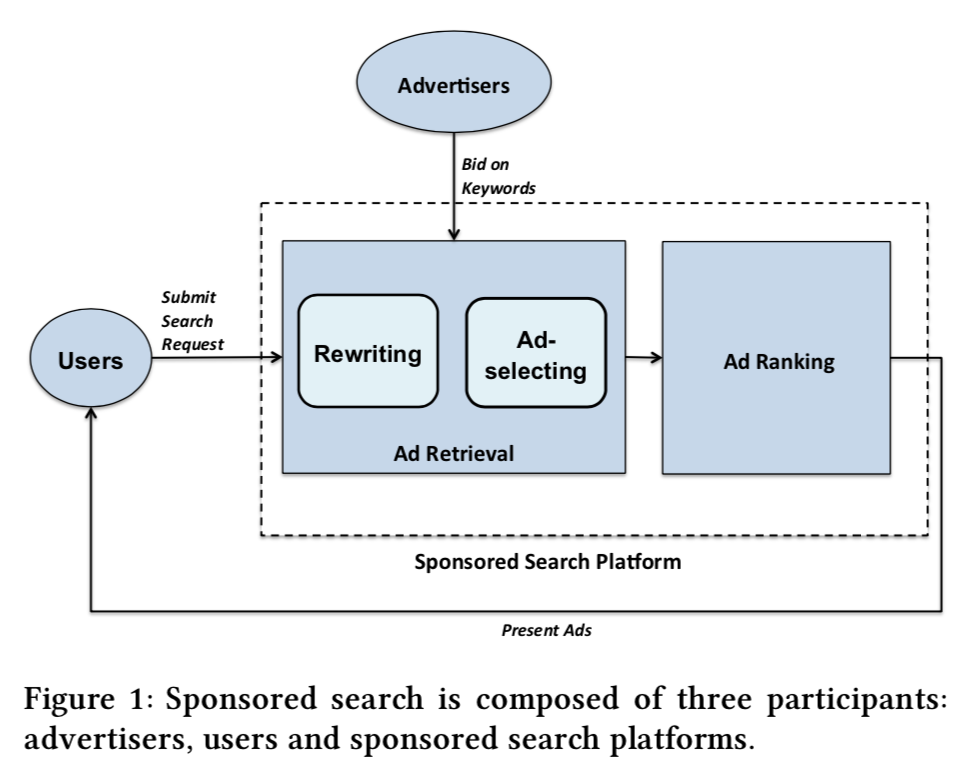 Advertisers
Bid on
Keywords
Submit
Search
Request
Users
Rewriting
Ad-
selecting
Ad Retrieval
Ad Ranking
Sponsored Search Platform
Present Ads
Figure 1: Sponsored search is composed of three participants:
advertisers, users and sponsored search platforms.